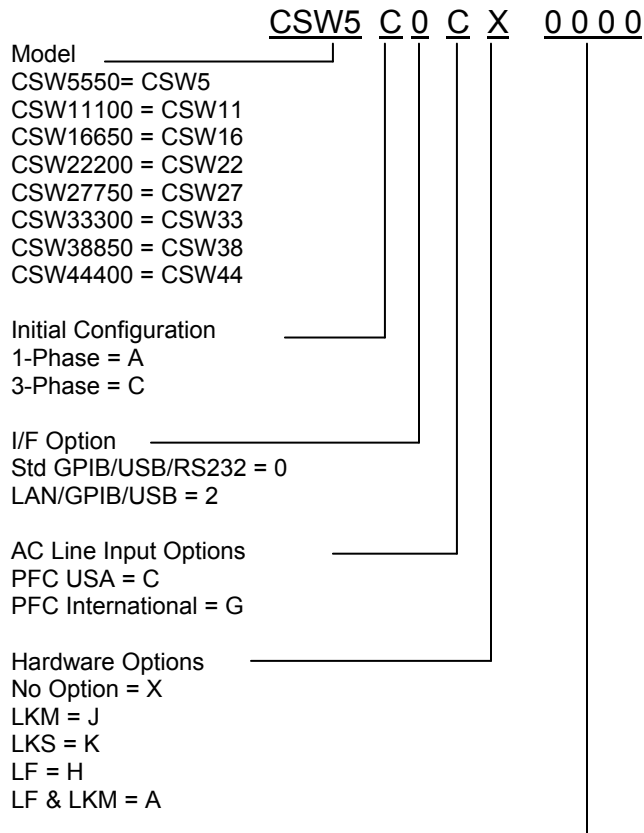 CSW5 C 0 C X 0 0 0 0
Model
CSW5550= CSW5
CSW11100 = CSW11
CSW16650 = CSW16
CSW22200 = CSW22
CSW27750 = CSW27
CSW33300 = CSW33
CSW38850 = CSW38
CSW44400 = CSW44
Initial Configuration
1-Phase = A
3-Phase = C
I/F Option
Std GPIB/USB/RS232 = 0
LAN/GPIB/USB = 2
AC Line Input Options
PFC USA = C
PFC International = G
Hardware Options
No Option = X
LKM = J
LKS = K
LF = H
LF & LKM = A